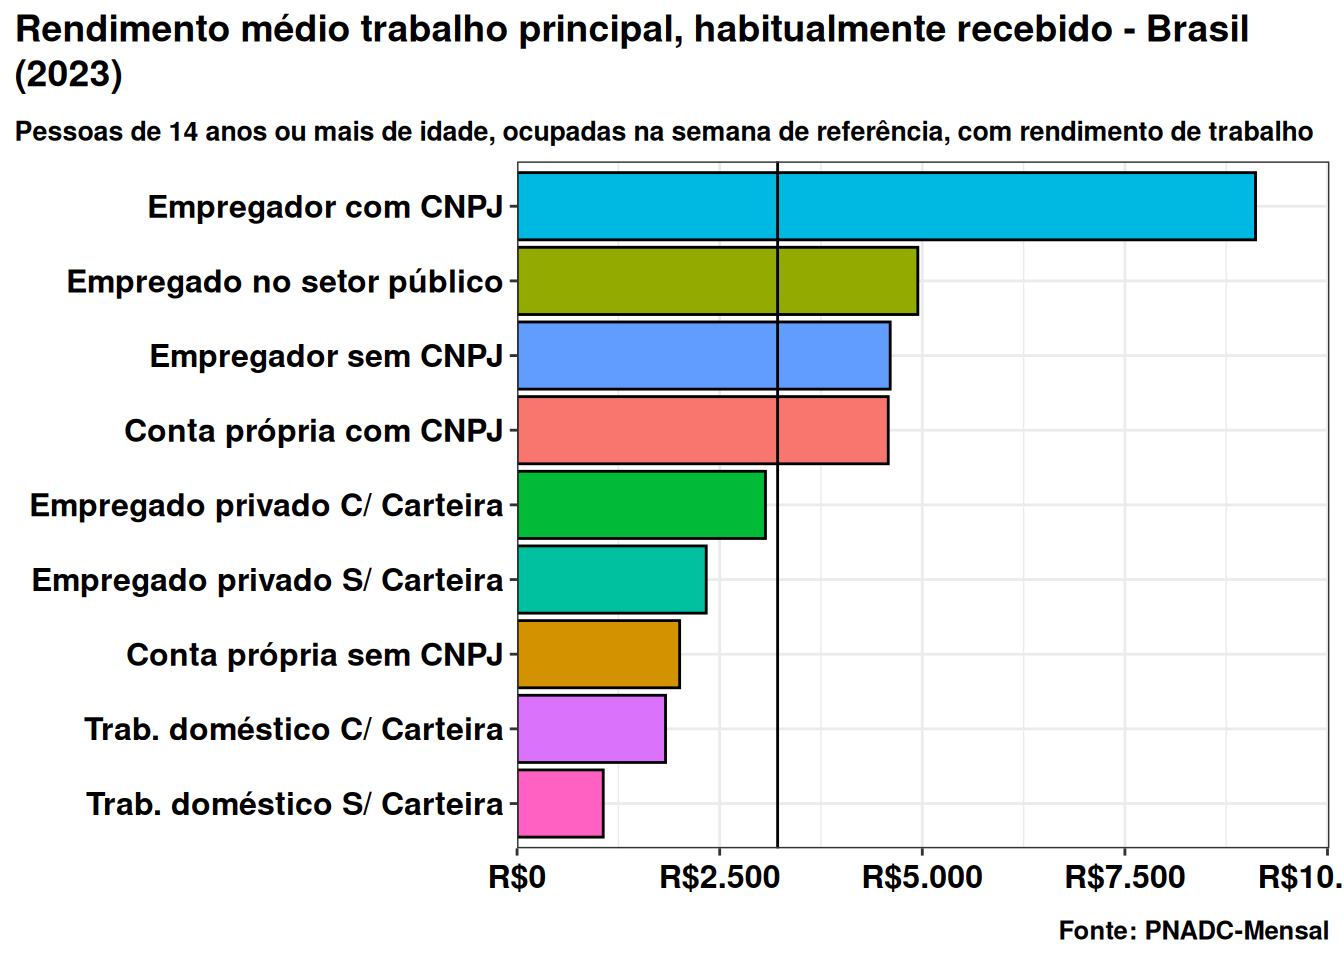 Rendimento médio trabalho principal, habitualmente recebido - Brasil
(2023)
Pessoas de 14 anos ou mais de idade, ocupadas na semana de referência, com rendimento de trabalho
Empregador com CNPJ
Empregado no setor público
Empregador sem CNPJ
Conta própria com CNPJ
Empregado privado C/ Carteira
Empregado privado S/ Carteira
Conta própria sem CNPJ
Trab. doméstico C/ Carteira
Trab. doméstico S/ Carteira
R$0 R$2.500 R$5.000 R$7.500 R$10.
Fonte: PNADC-Mensal